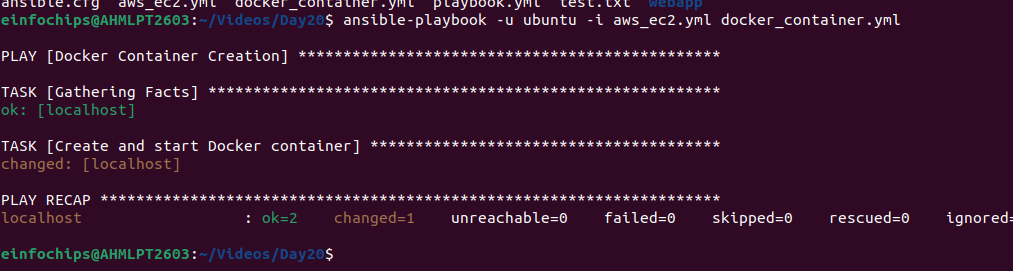 ansible.cfg aws_ec2.yml docker_container.yml playbook.yml test.txt webapp
einfochips@AHMLPT2603:~/Videos/Day20$ ansible-playbook -u ubuntu -i aws_ec2.yml docker_container.yml
PLAY [Docker Container Creation] ***********************************************
TASK [Gathering Facts] *********************************************************
ok: [localhost]
TASK [Create and start Docker container] ***************************************
changed: [localhost]
PLAY RECAP *********************************************************************
localhost : ok=2 changed=1 unreachable=0 failed=0 skipped=0 rescued=0 ignored=
einfochips@AHMLPT2603:~/Videos/Day20$